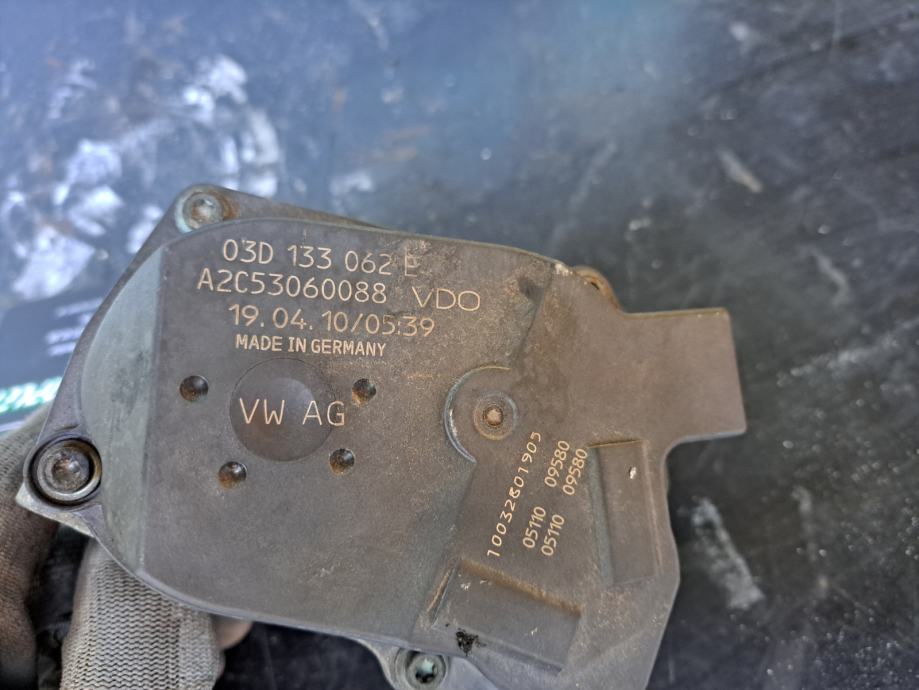 03D 133 062 E
A2C53060088 VDO
19.04.10/05:39
MADE IN GERMANY
VW AG
10032801903
05110 09580
05110 09580